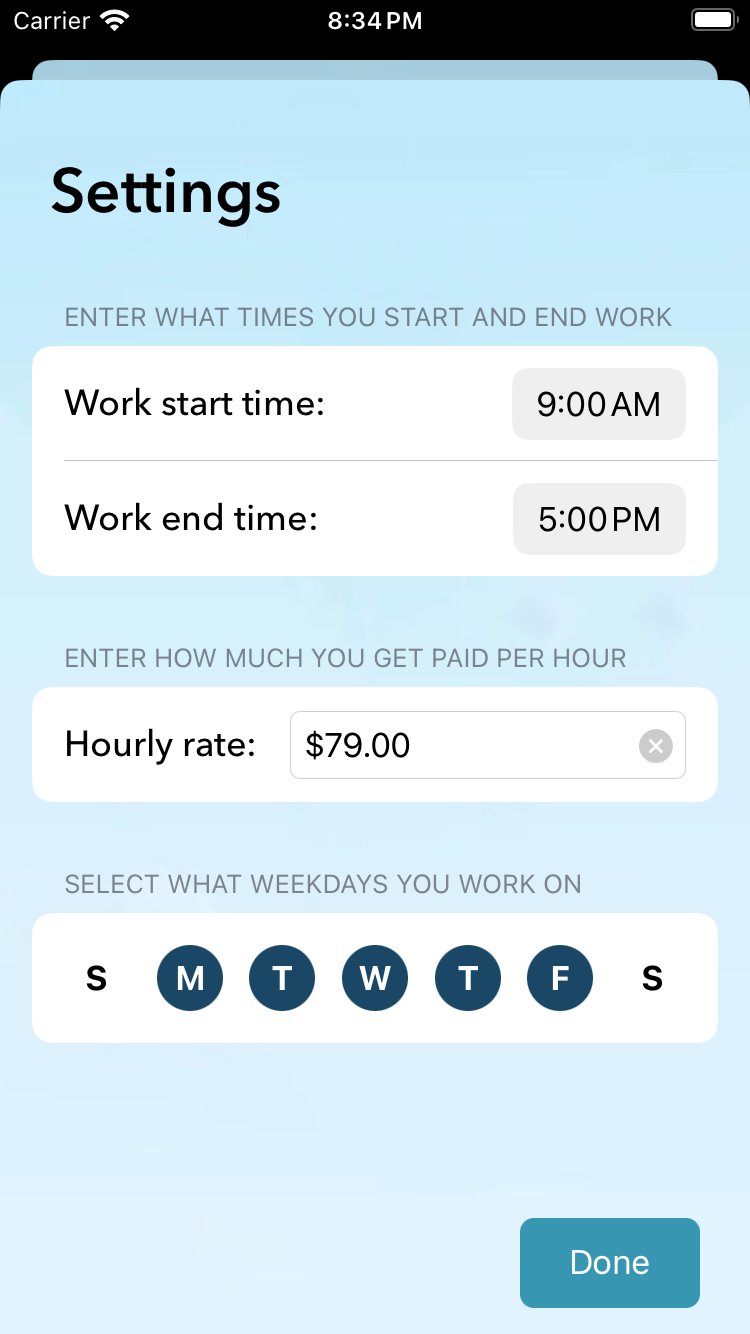 Carrier 8:34 PM
Settings
ENTER WHAT TIMES YOU START AND END WORK
Work start time: 9:00 AM
Work end time: 5:00 PM
ENTER HOW MUCH YOU GET PAID PER HOUR
Hourly rate: $79.00
SELECT WHAT WEEKDAYS YOU WORK ON
S M T W T F S
Done